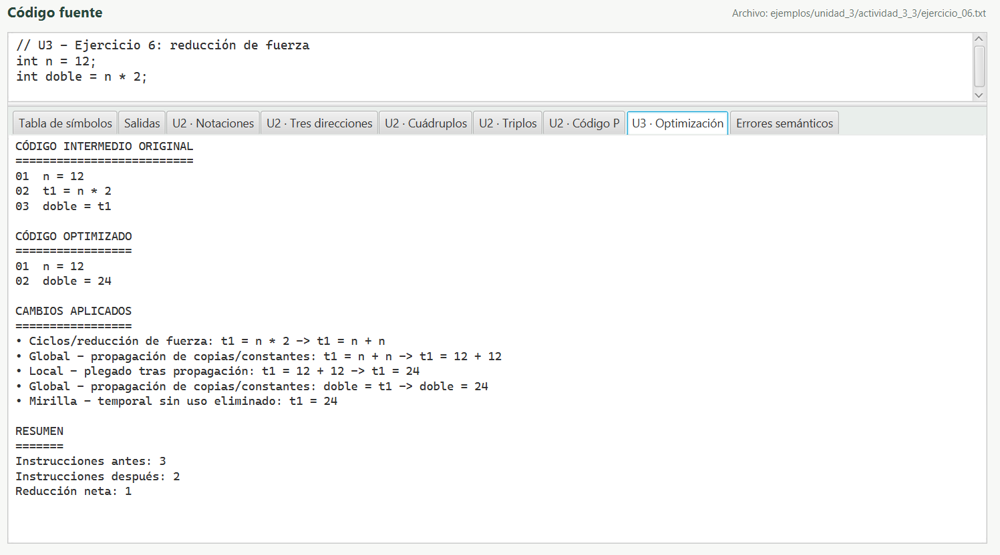 Código fuente
Archivo: ejemplos/unidad_3/actividad_3_3/ejercicio_06.txt
// U3 - Ejercicio 6: reducción de fuerza
int n = 12;
int doble = n * 2;
Tabla de símbolos Salidas U2 · Notaciones U2 · Tres direcciones U2 · Cuádruplos U2 · Triplos U2 · Código P U3 · Optimización Errores semánticos
CÓDIGO INTERMEDIO ORIGINAL
==========================
01  n = 12
02  t1 = n * 2
03  doble = t1
CÓDIGO OPTIMIZADO
=================
01  n = 12
02  doble = 24
CAMBIOS APLICADOS
=================
• Ciclos/reducción de fuerza: t1 = n * 2 -> t1 = n + n
• Global - propagación de copias/constantes: t1 = n + n -> t1 = 12 + 12
• Local - plegado tras propagación: t1 = 12 + 12 -> t1 = 24
• Global - propagación de copias/constantes: doble = t1 -> doble = 24
• Mirilla - temporal sin uso eliminado: t1 = 24
RESUMEN
=======
Instrucciones antes: 3
Instrucciones después: 2
Reducción neta: 1